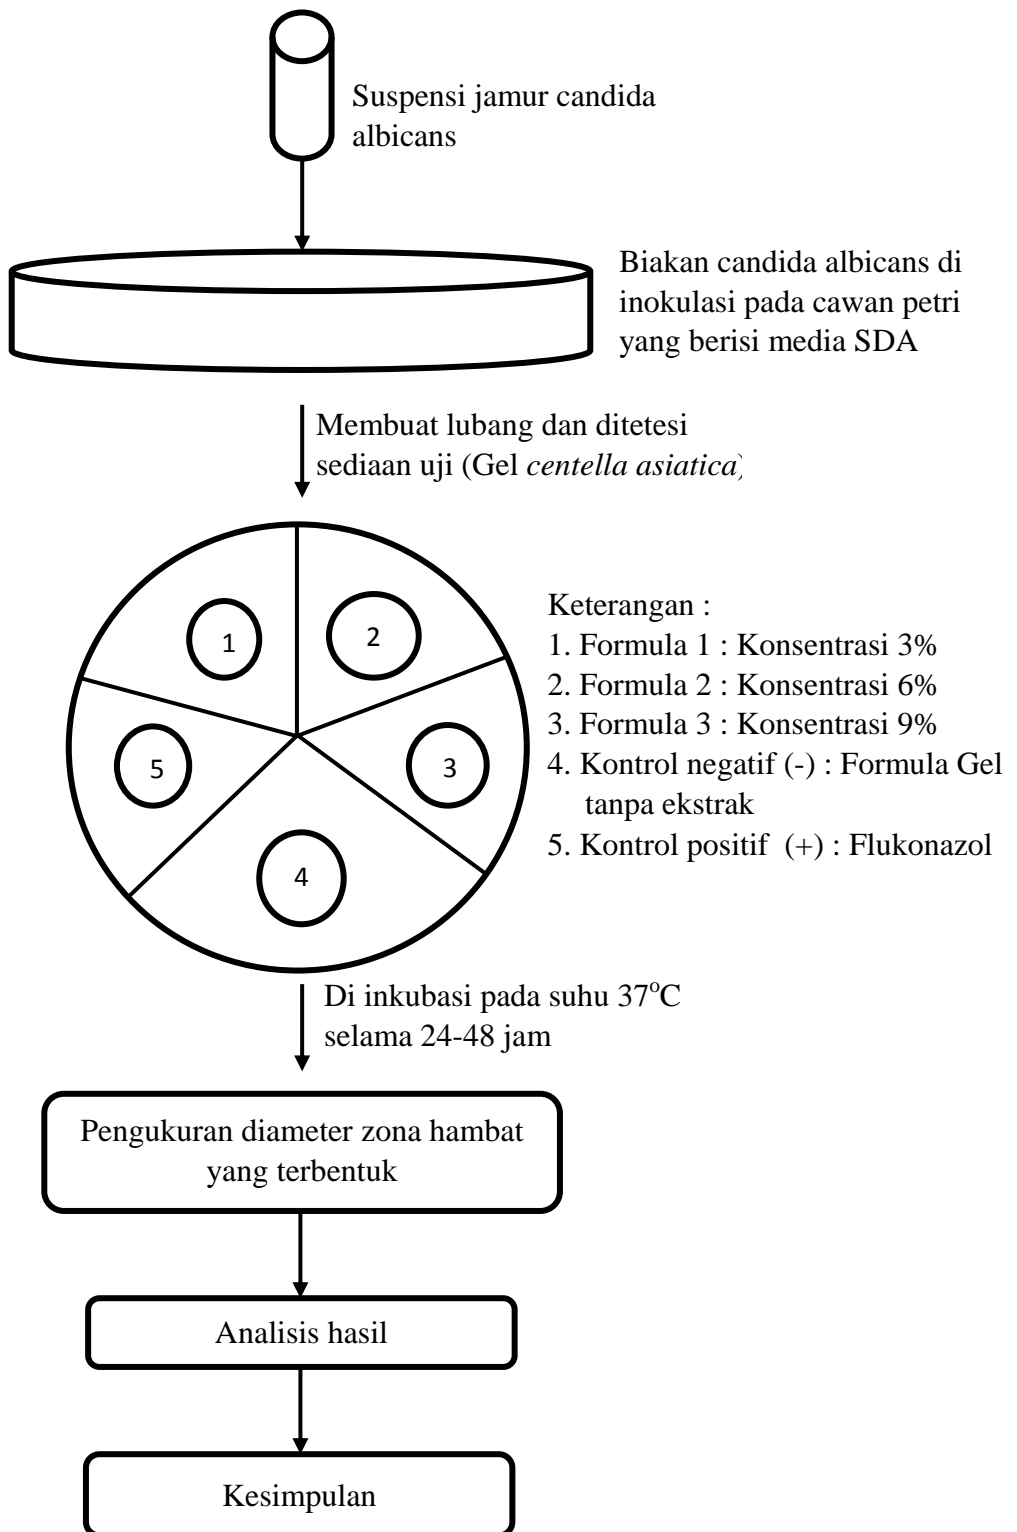 Suspensi jamur candida
albicans
Biakan candida albicans di
inokulasi pada cawan petri
yang berisi media SDA
Membuat lubang dan ditetesi
sediaan uji (Gel centella asiatica)
1
2
3
4
5
Keterangan :
1. Formula 1 : Konsentrasi 3%
2. Formula 2 : Konsentrasi 6%
3. Formula 3 : Konsentrasi 9%
4. Kontrol negatif (-) : Formula Gel
tanpa ekstrak
5. Kontrol positif (+) : Flukonazol
Di inkubasi pada suhu 37°C
selama 24-48 jam
Pengukuran diameter zona hambat
yang terbentuk
Analisis hasil
Kesimpulan